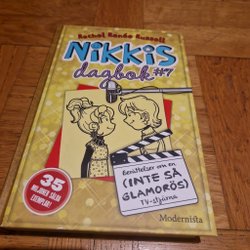 Rachel Renée Russell
NIKKIS
dagbok #7
35
MILJONER SÅLDA
EXEMPLAR!
Berättelser om en
(INTE SÅ
GLAMORÖS)
TV-stjärna
Modernista